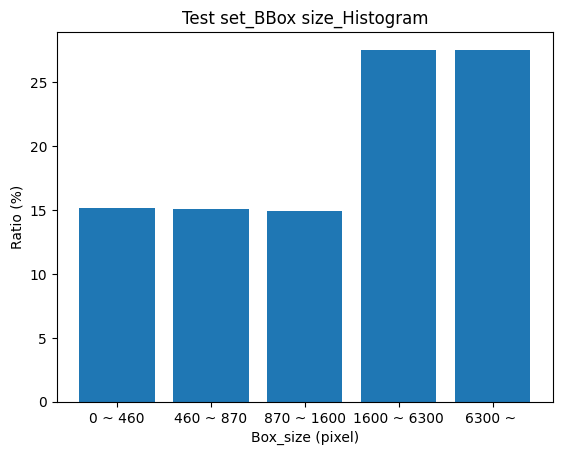 Test set_BBox size_Histogram
Ratio (%)
25
20
15
10
5
0
0 ~ 460 460 ~ 870 870 ~ 1600 1600 ~ 6300 6300 ~
Box_size (pixel)